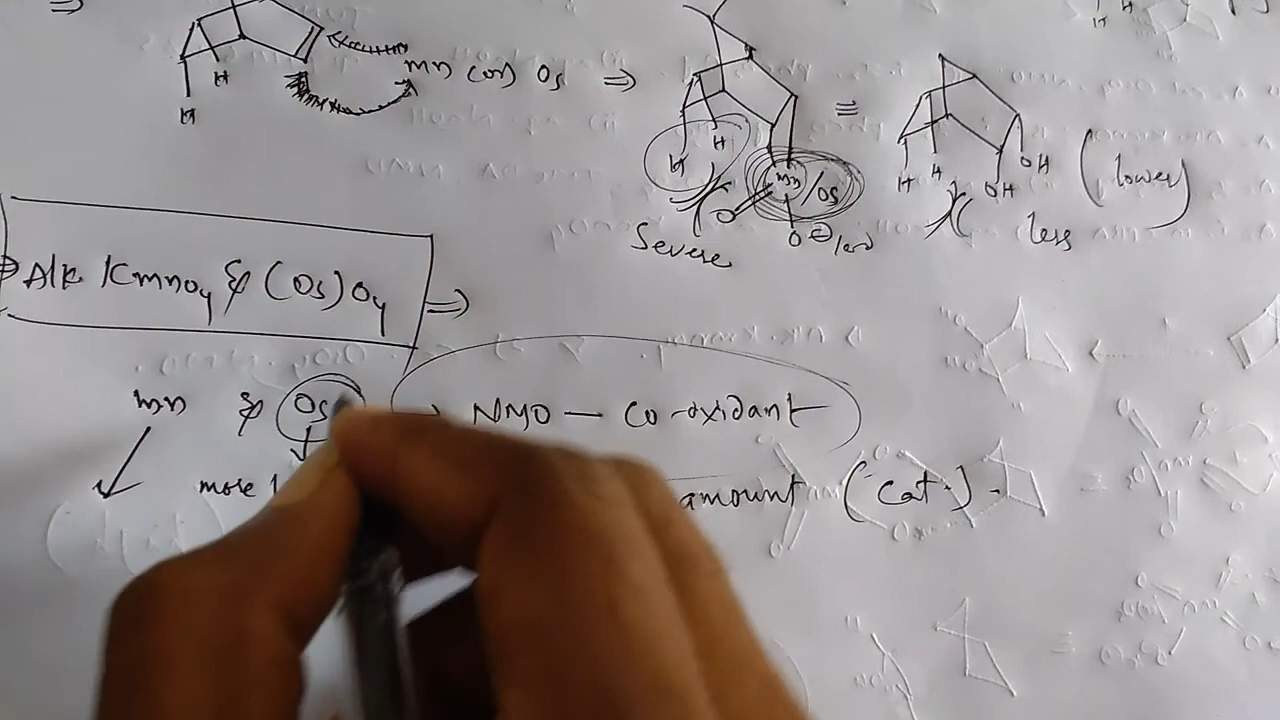 ⇒
H
H
mn (or) Os ⇒
H
H
mn/Os
O
O⊖
Severe
≡
H
H
OH
OH
(lower)
less
Alk KmnO4 & (Os)O4 ⇒
mn & Os → NMO — Co-oxidant
more
amount (Cat.).